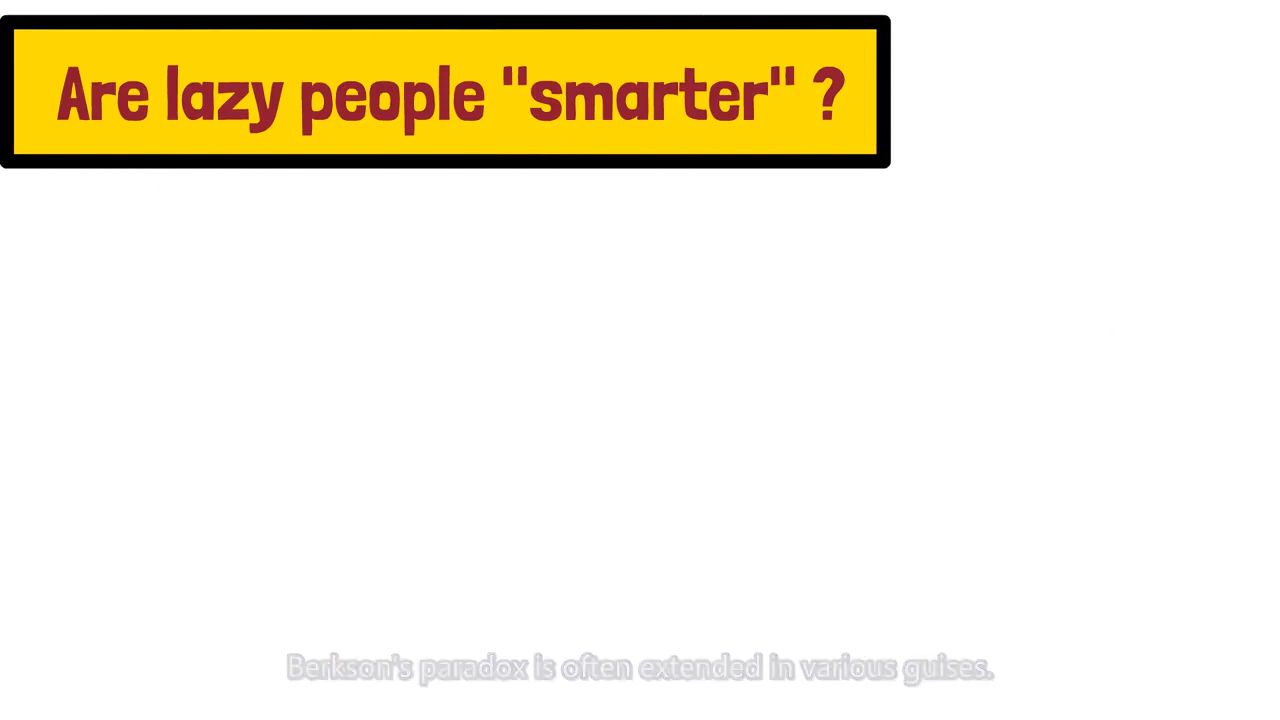 Are lazy people "smarter" ?
Berkson's paradox is often extended in various guises.